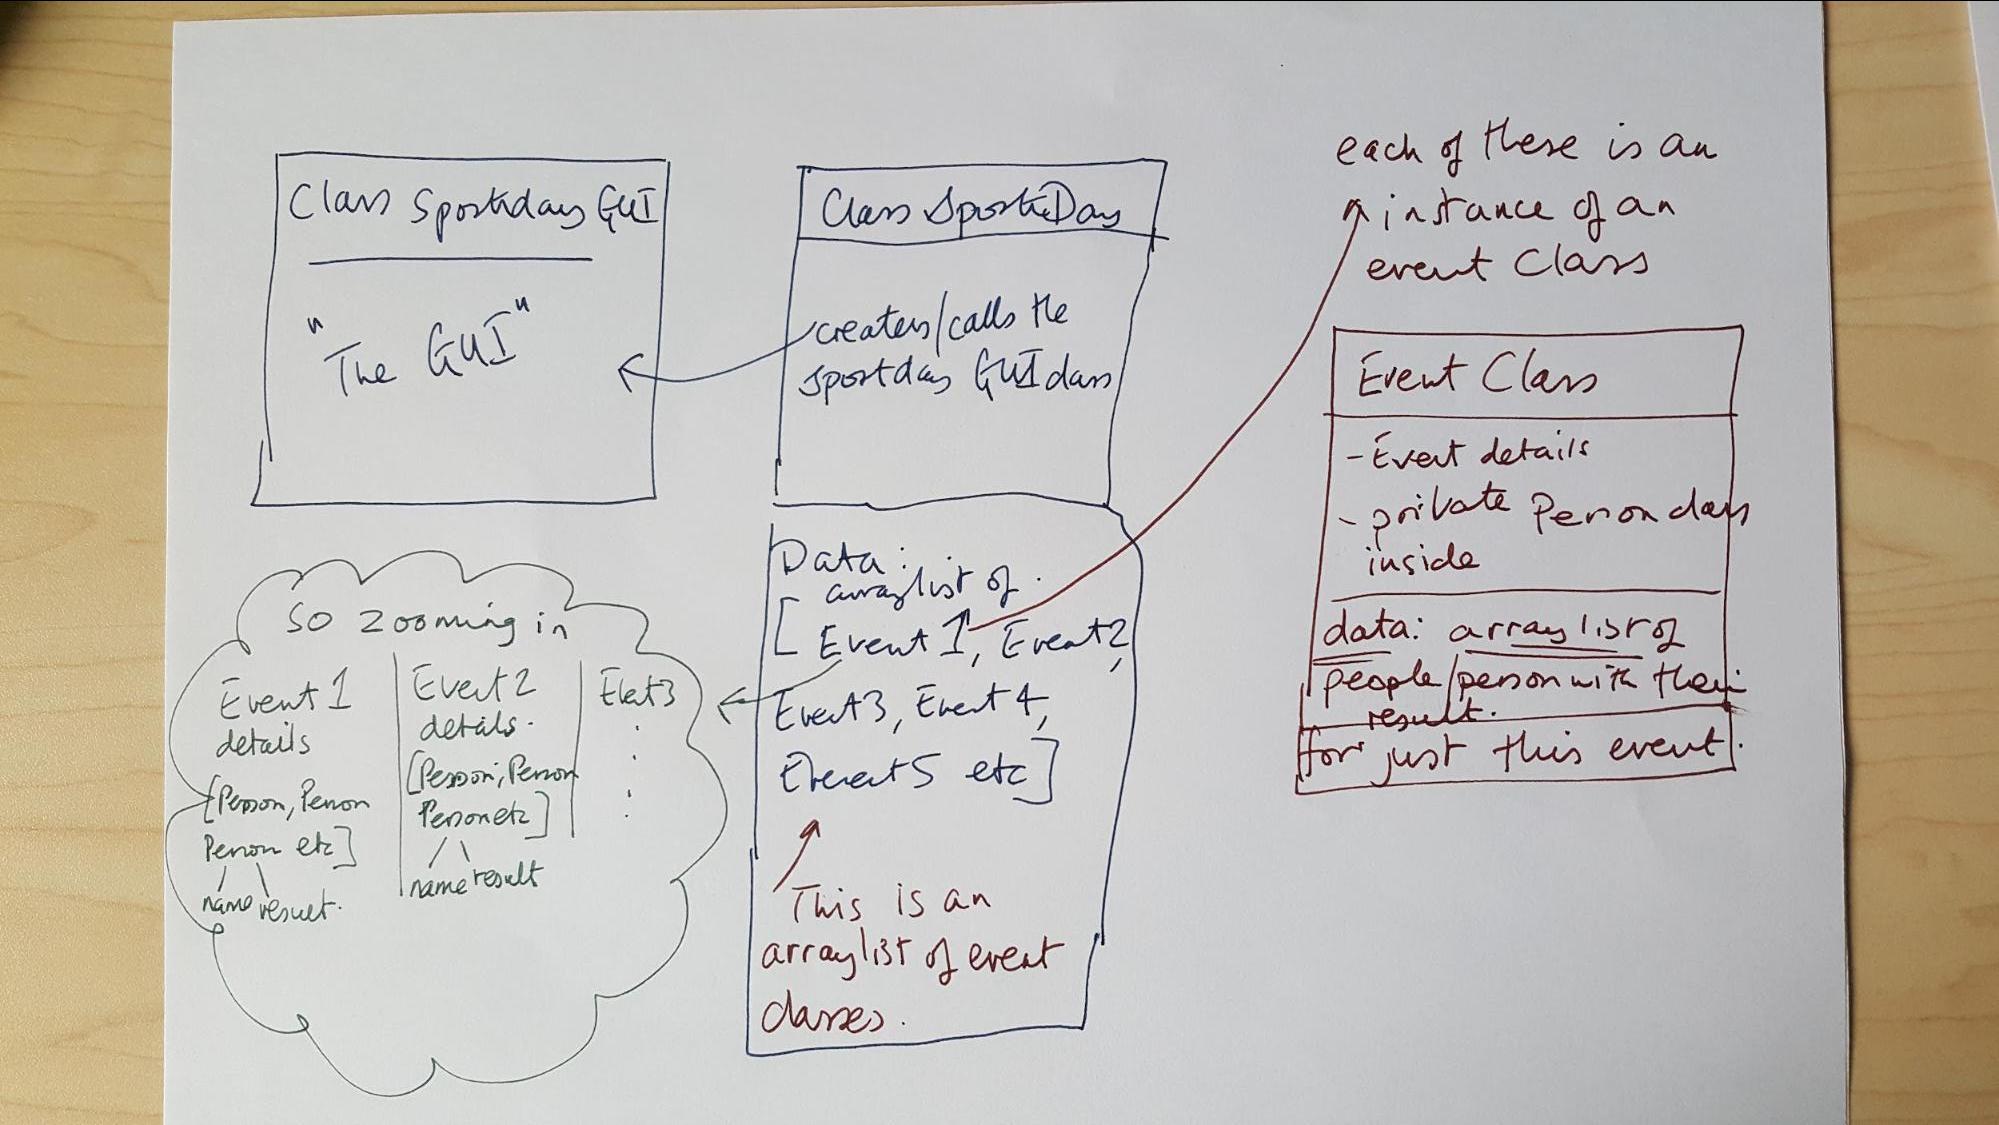 Class Sportsday GUI
"The GUI"
Class SportsDay
creates/calls the
sportday GUI class
Data:
arraylist of
[ Event 1, Event2,
Event3, Event 4,
Event5 etc]
This is an
arraylist of event
classes.
each of these is an
instance of an
event Class
Event Class
- Event details
- private Person class
inside
data: arraylist of
people/person with their
result.
for just this event.
SO zooming in
Event 1
details
[Person, Person
Person etc]
name result.
Event 2
details.
[Person, Person
Person etc]
name result
Evet3